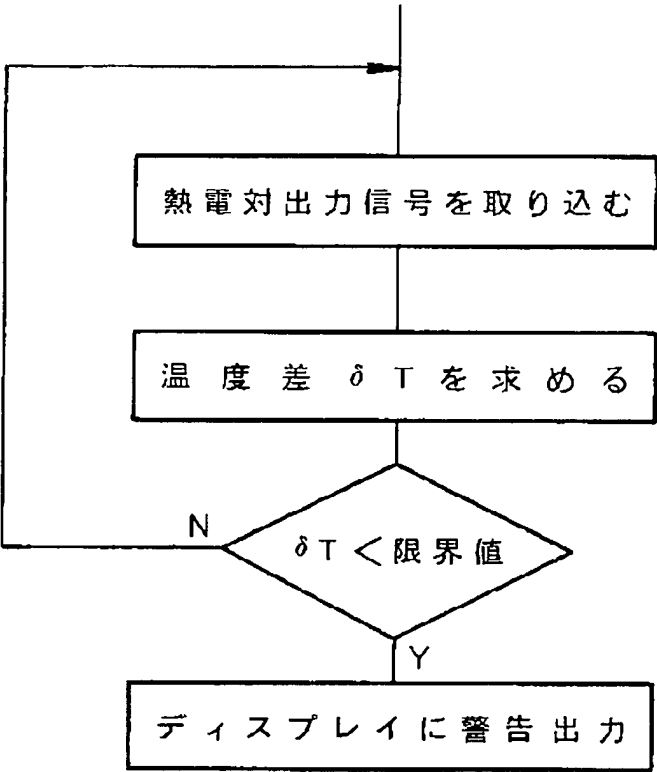 熱電対出力信号を取り込む
温度差δTを求める
N
δT<限界値
Y
ディスプレイに警告出力